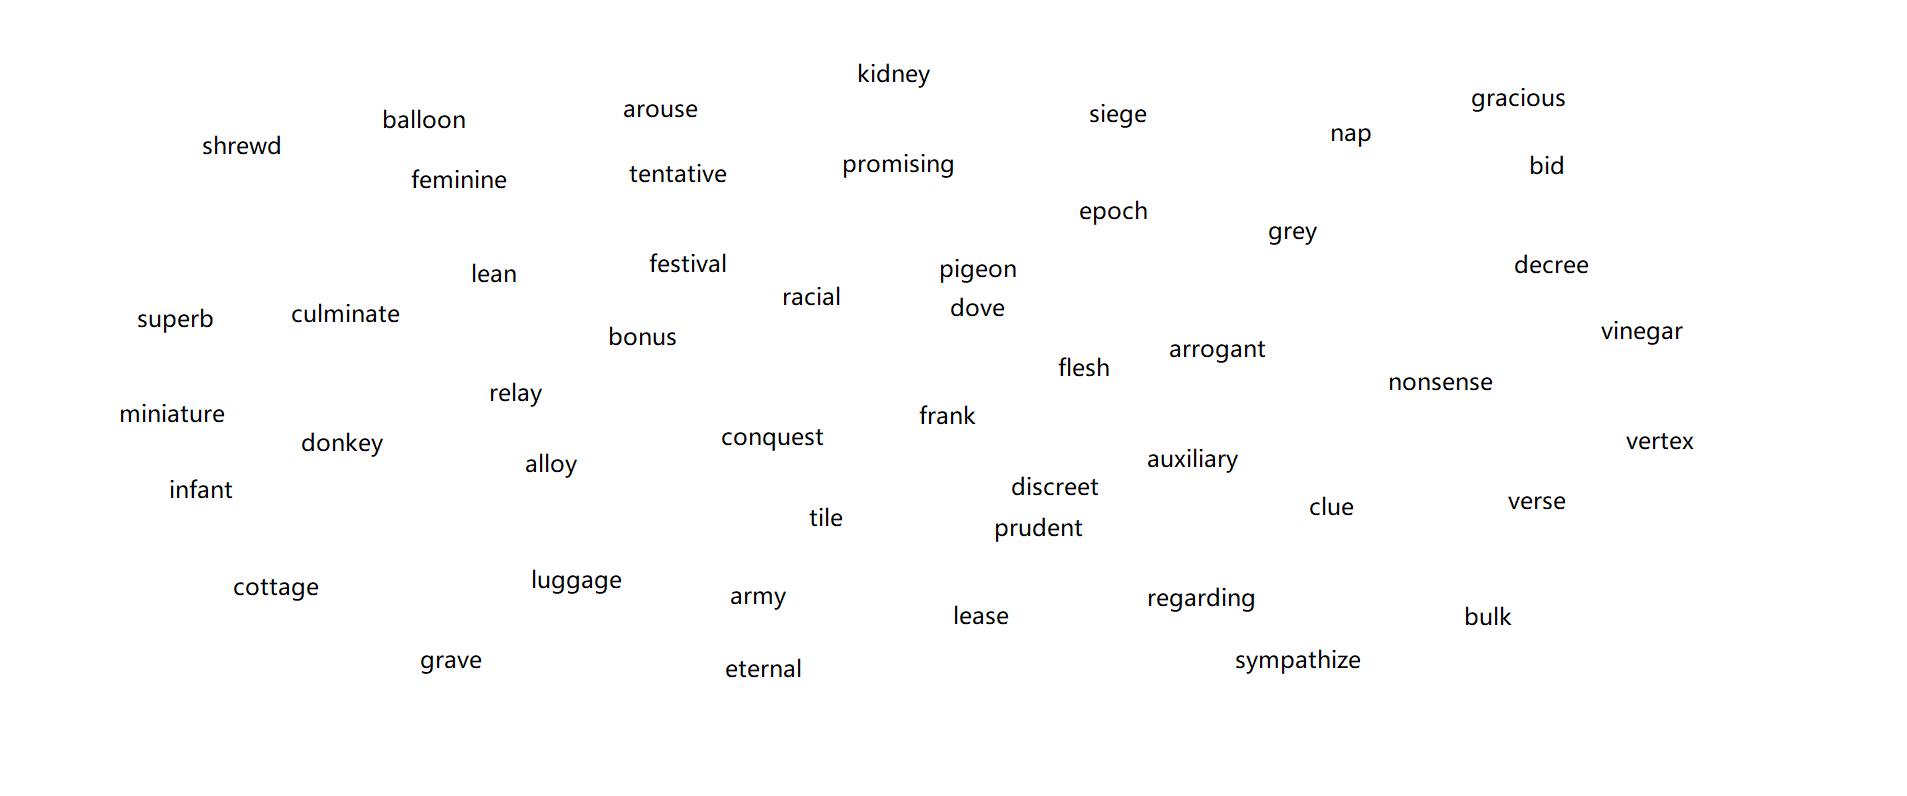 kidney
gracious
arouse
siege
balloon
nap
shrewd
promising
bid
tentative
feminine
epoch
grey
festival
decree
pigeon
lean
racial
dove
culminate
superb
vinegar
bonus
arrogant
flesh
nonsense
relay
miniature
frank
conquest
vertex
donkey
auxiliary
alloy
discreet
infant
verse
clue
tile
prudent
luggage
cottage
army
regarding
lease
bulk
grave
sympathize
eternal